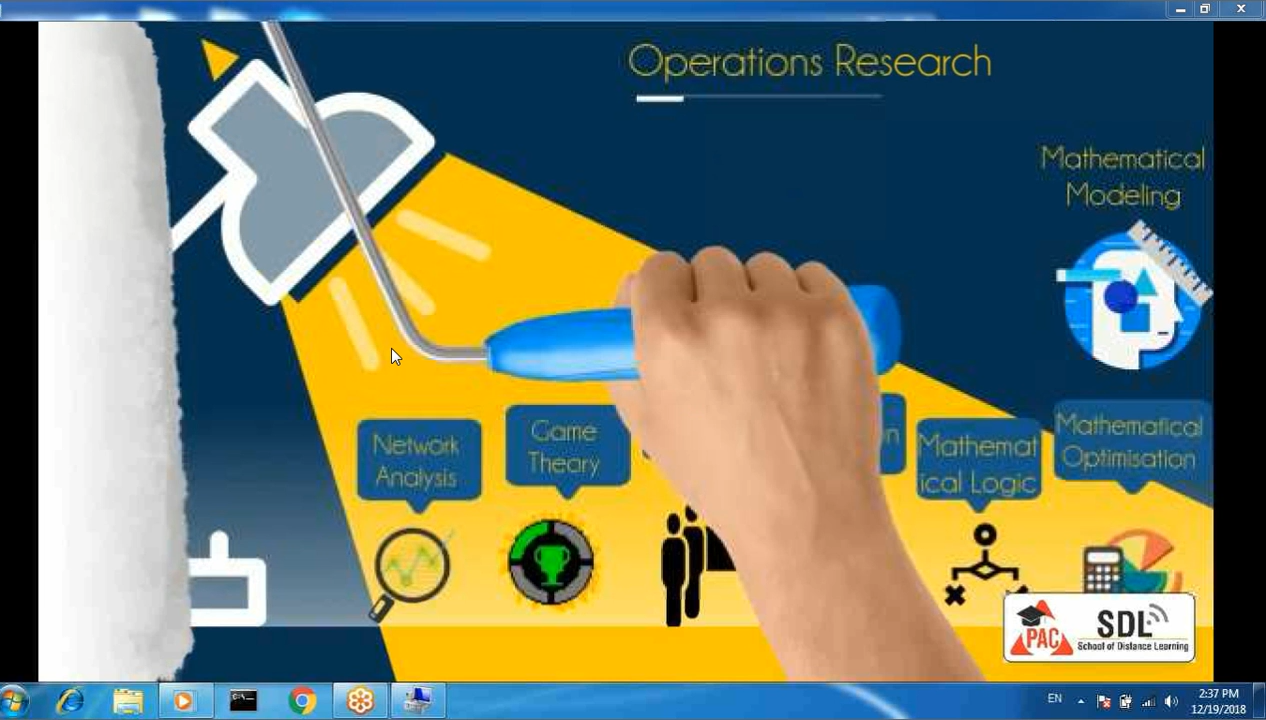 Operations Research
Mathematical
Modeling
Network
Analysis
Game
Theory
Mathemat
ical Logic
Mathematical
Optimisation
PAC
SDL
School of Distance Learning
EN
2:37 PM
12/19/2018